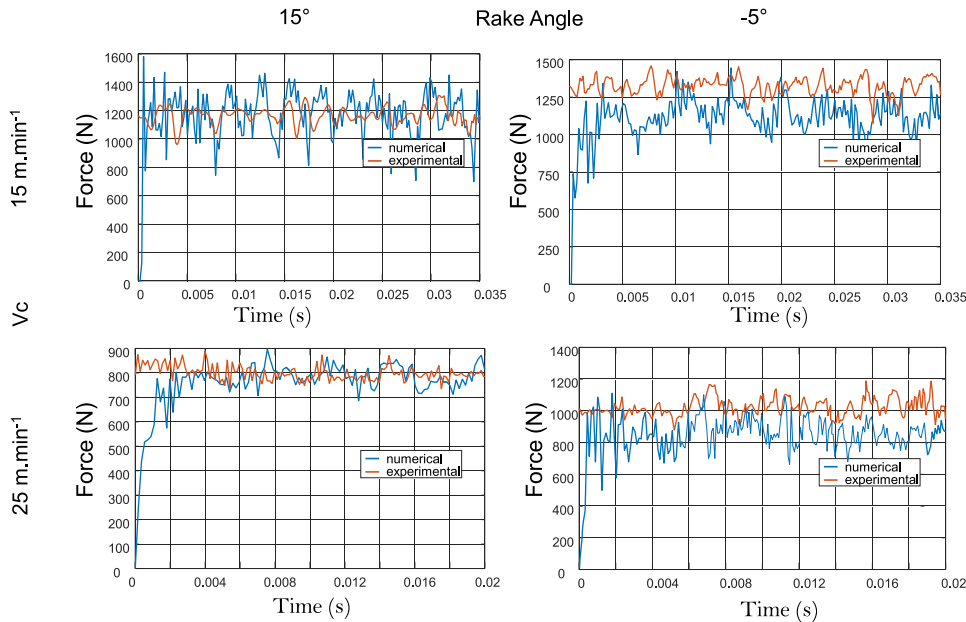 15° Rake Angle -5°
15 m.min-1
Vc
25 m.min-1
1600
1400
1200
1000
800
600
400
200
0
Force (N)
numerical
experimental
0 0.005 0.01 0.015 0.02 0.025 0.03 0.035
Time (s)
1500
1250
1000
750
500
250
0
Force (N)
numerical
experimental
0 0.005 0.01 0.015 0.02 0.025 0.03 0.035
Time (s)
900
800
700
600
500
400
300
200
100
0
Force (N)
numerical
experimental
0 0.004 0.008 0.012 0.016 0.02
Time (s)
1400
1200
1000
800
600
400
200
0
Force (N)
numerical
experimental
0 0.004 0.008 0.012 0.016 0.02
Time (s)